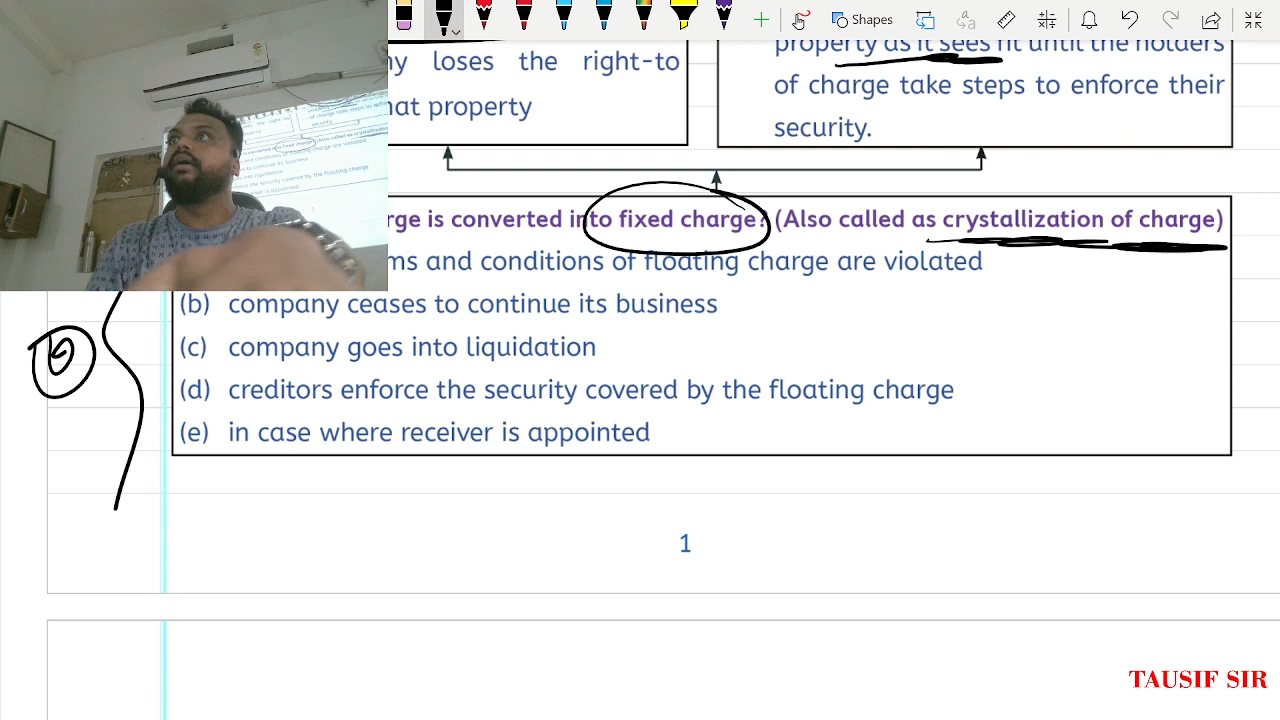 Shapes
ny loses the right-to
hat property
property as it sees fit until the holders
of charge take steps to enforce their
security.
rge is converted into fixed charge? (Also called as crystallization of charge)
ms and conditions of floating charge are violated
(b) company ceases to continue its business
(c) company goes into liquidation
(d) creditors enforce the security covered by the floating charge
(e) in case where receiver is appointed
1
TAUSIF SIR